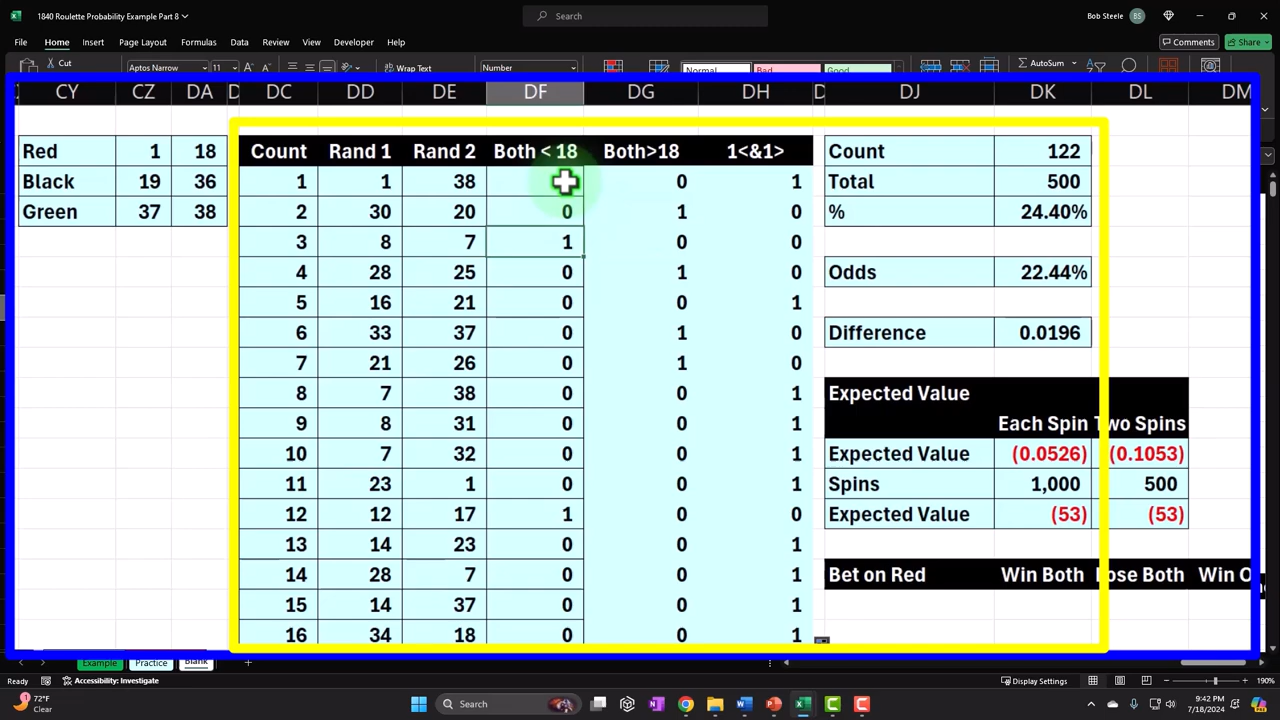 1840 Roulette Probability Example Part 8
Search
Bob Steele BS
File Home Insert Draw Page Layout Formulas Data Review View Developer Help
Comments Share
Cut Aptos Narrow 11 Wrap Text Number Normal Bad AutoSum
CY CZ DA D DC DD DE DF DG DH D DJ DK DL DM
Red 1 18 Count Rand 1 Rand 2 Both < 18 Both>18 1<&1> Count 122
Black 19 36 1 1 38 0 1 Total 500
Green 37 38 2 30 20 0 1 0 % 24.40%
3 8 7 1 0 0
4 28 25 0 1 0 Odds 22.44%
5 16 21 0 0 1
6 33 37 0 1 0 Difference 0.0196
7 21 26 0 1 0
8 7 38 0 0 1 Expected Value
9 8 31 0 0 1 Each Spin Two Spins
10 7 32 0 0 1 Expected Value (0.0526) (0.1053)
11 23 1 0 0 1 Spins 1,000 500
12 12 17 1 0 0 Expected Value (53) (53)
13 14 23 0 0 1
14 28 7 0 0 1 Bet on Red Win Both Lose Both Win
15 14 37 0 0 1
16 34 18 0 0 1
Example Practice Blank
Ready Accessibility: Investigate Display Settings 190%
72°F
Clear
Search
9:42 PM
7/18/2024